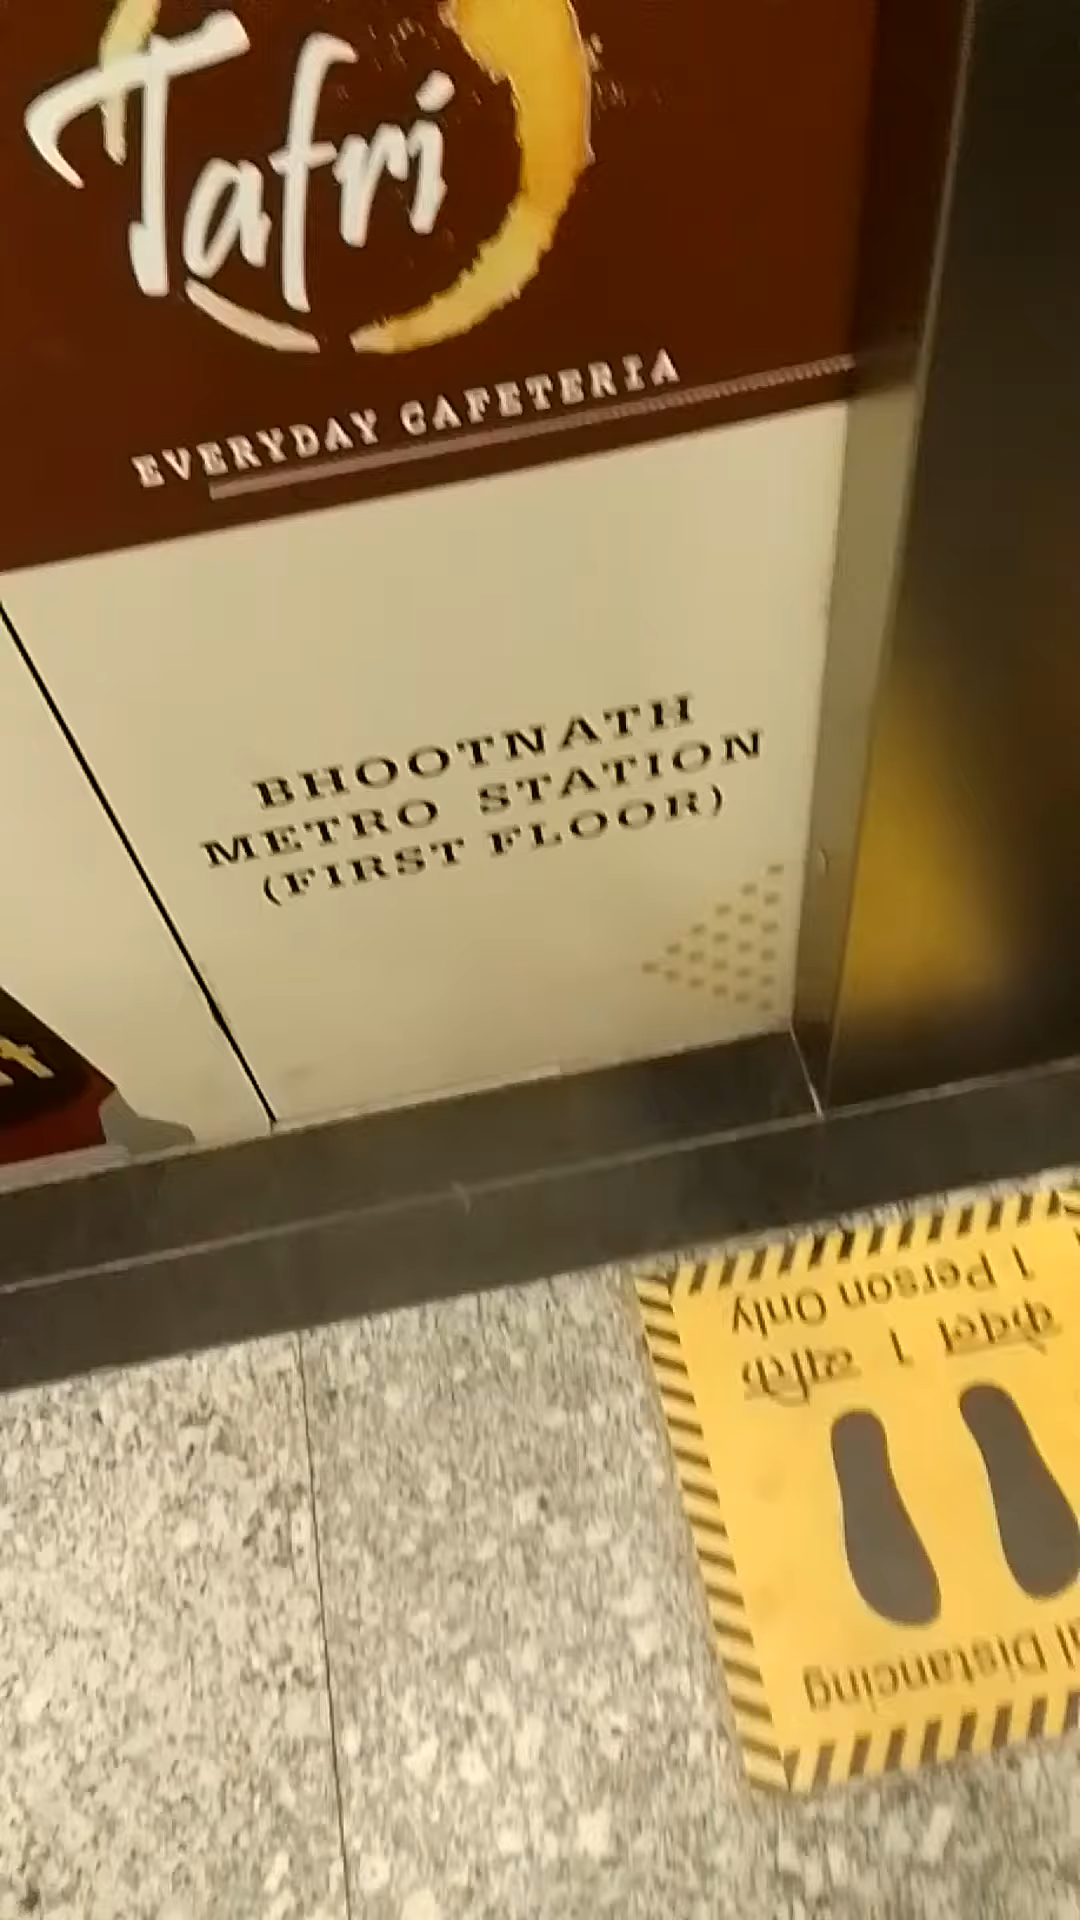 Tafri
EVERYDAY CAFETERIA
BHOOTNATH
METRO STATION
(FIRST FLOOR)
1 Person Only
केवल 1 व्यक्ति
Distancing